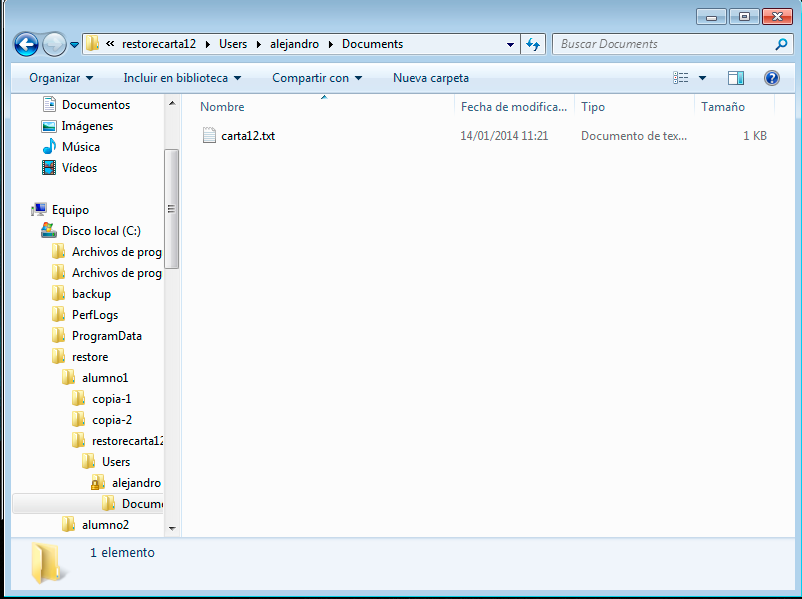 « restorecarta12 Users alejandro Documents Buscar Documents
Organizar Incluir en biblioteca Compartir con Nueva carpeta
Documentos
Imágenes
Música
Vídeos
Equipo
Disco local (C:)
Archivos de prog
Archivos de prog
backup
PerfLogs
ProgramData
restore
alumno1
copia-1
copia-2
restorecarta12
Users
alejandro
Docume
alumno2
Nombre Fecha de modifica... Tipo Tamaño
carta12.txt 14/01/2014 11:21 Documento de tex... 1 KB
1 elemento